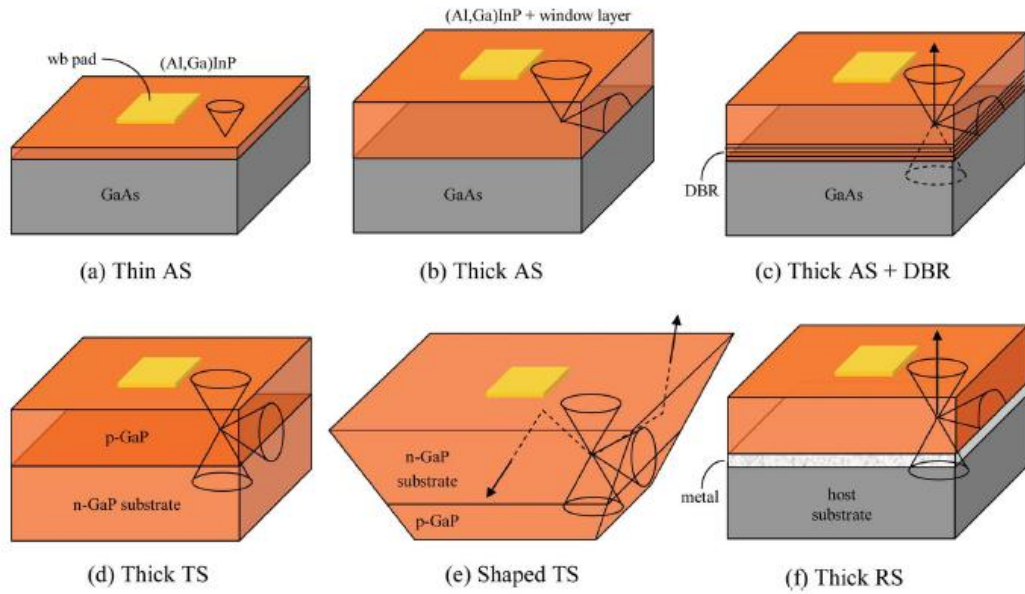 (Al,Ga)InP + window layer
wb pad
(Al,Ga)InP
GaAs
GaAs
DBR
GaAs
(a) Thin AS
(b) Thick AS
(c) Thick AS + DBR
p-GaP
n-GaP substrate
n-GaP
substrate
p-GaP
metal
host
substrate
(d) Thick TS
(e) Shaped TS
(f) Thick RS